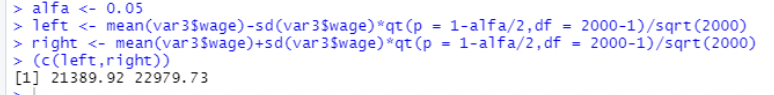 > alfa <- 0.05
> left <- mean(var3$wage)-sd(var3$wage)*qt(p = 1-alfa/2,df = 2000-1)/sqrt(2000)
> right <- mean(var3$wage)+sd(var3$wage)*qt(p = 1-alfa/2,df = 2000-1)/sqrt(2000)
> (c(left,right))
[1] 21389.92 22979.73
>